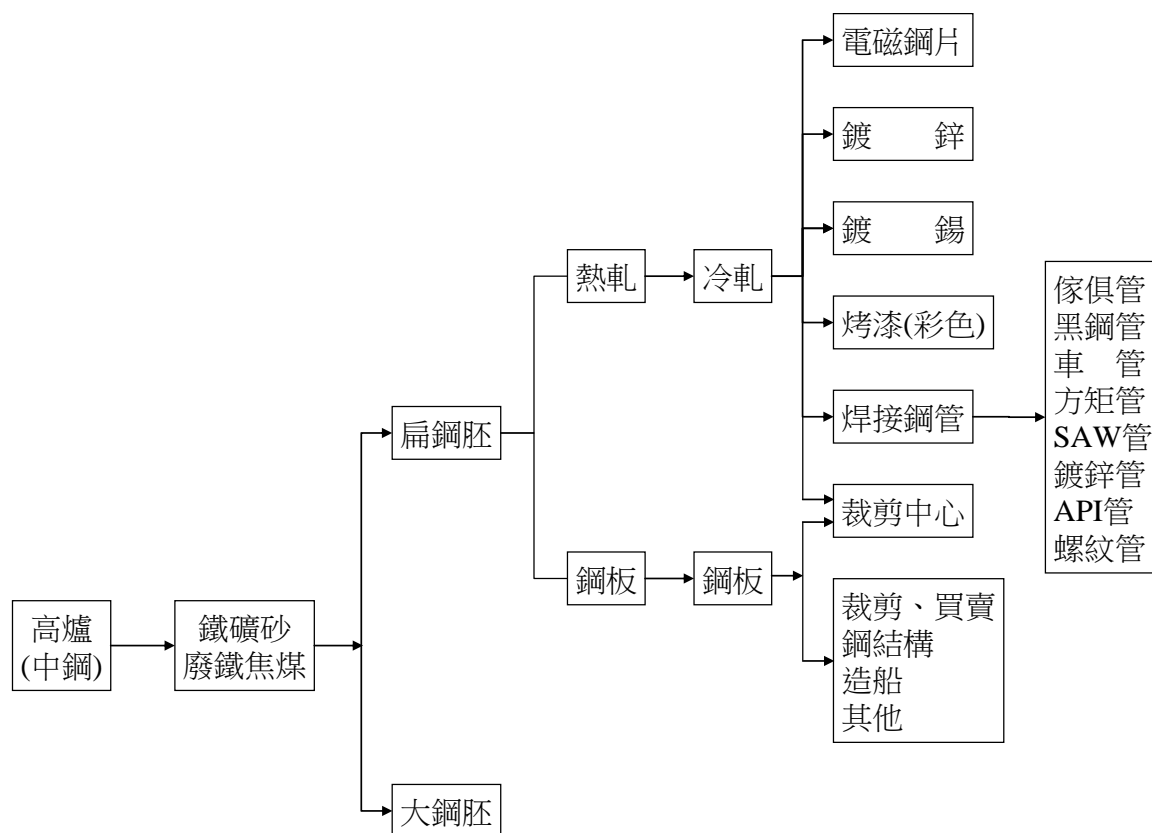 高爐
(中鋼)
鐵礦砂
廢鐵焦煤
扁鋼胚
大鋼胚
熱軋
鋼板
冷軋
鋼板
電磁鋼片
鍍　　鋅
鍍　　鍚
烤漆(彩色)
焊接鋼管
裁剪中心
裁剪、買賣
鋼結構
造船
其他
傢俱管
黑鋼管
車　管
方矩管
SAW管
鍍鋅管
API管
螺紋管